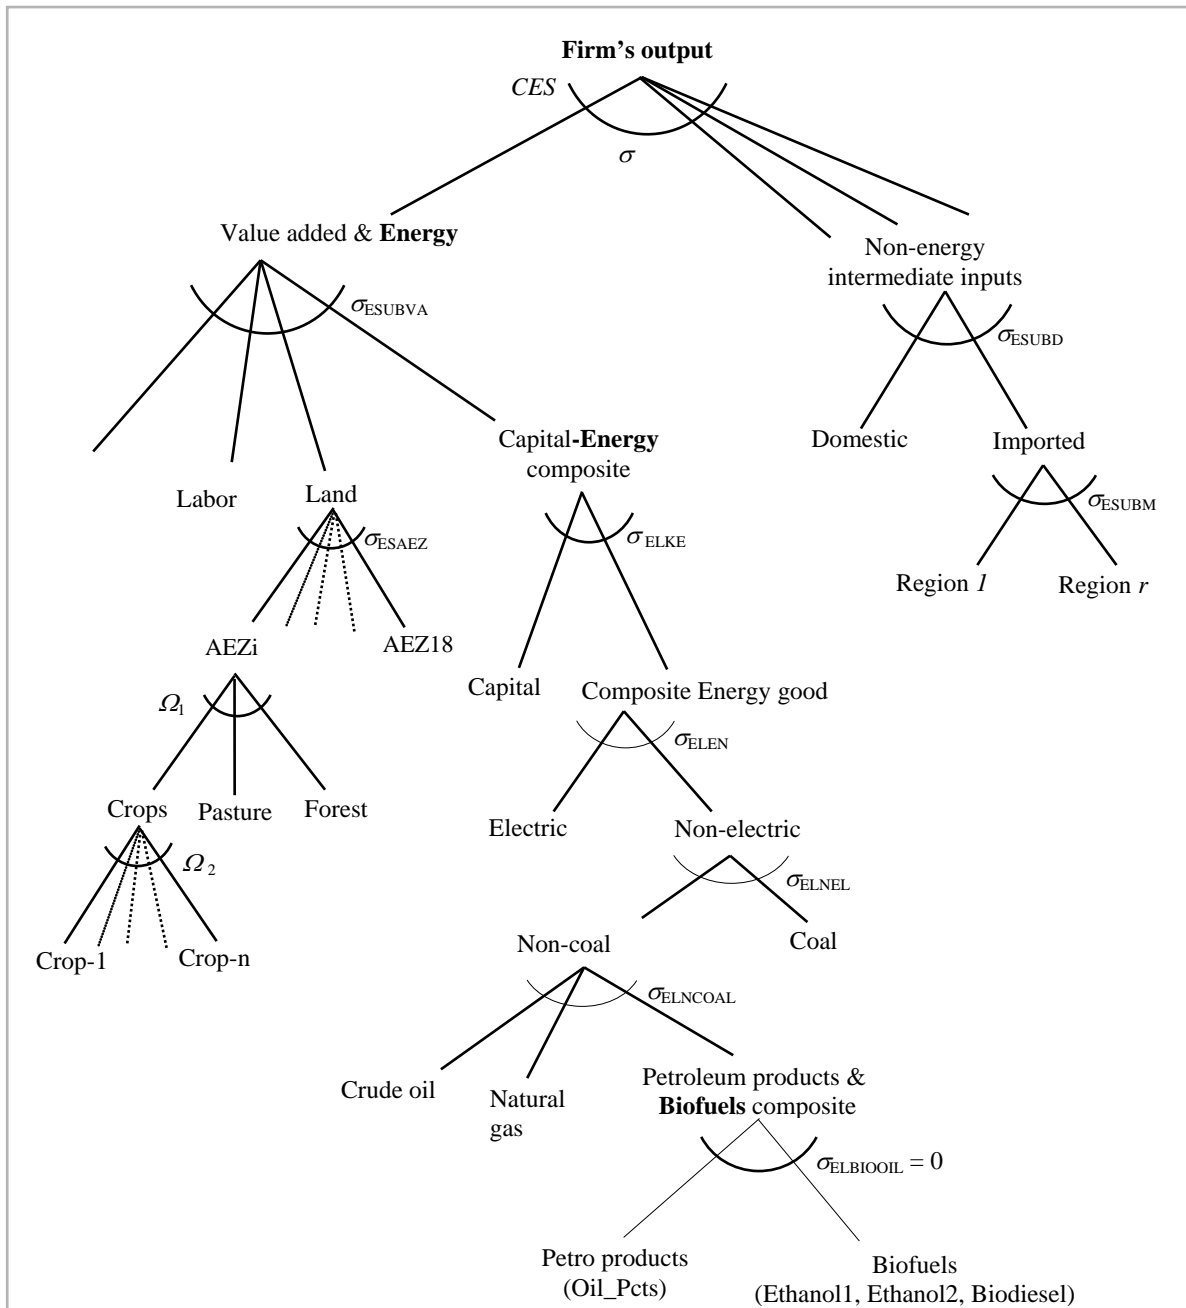 Firm's output
CES
σ
Value added & Energy
Non-energy
intermediate inputs
σESUBVA
σESUBD
Capital-Energy
composite
Domestic
Imported
Labor
Land
σESAEZ
σELKE
σESUBM
Region 1
Region r
AEZi
AEZ18
Capital
Composite Energy good
Ω1
σELEN
Crops
Pasture
Forest
Electric
Non-electric
Ω2
σELNEL
Crop-1
Crop-n
Non-coal
Coal
σELNCOAL
Crude oil
Natural
gas
Petroleum products &
Biofuels composite
σELBIOOIL = 0
Petro products
(Oil_Pcts)
Biofuels
(Ethanol1, Ethanol2, Biodiesel)